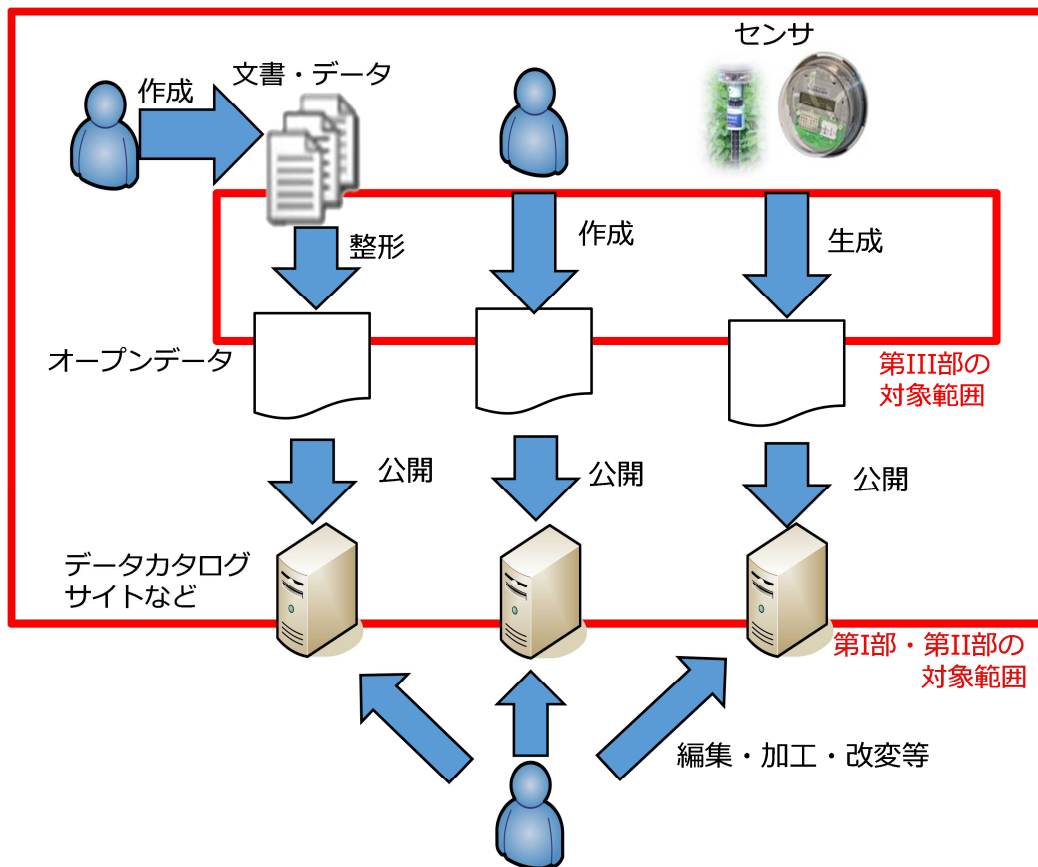 センサ
文書・データ
作成
作成
整形
生成
オープンデータ
第III部の
対象範囲
公開
公開
公開
データカタログ
サイトなど
第I部・第II部の
対象範囲
編集・加工・改変等